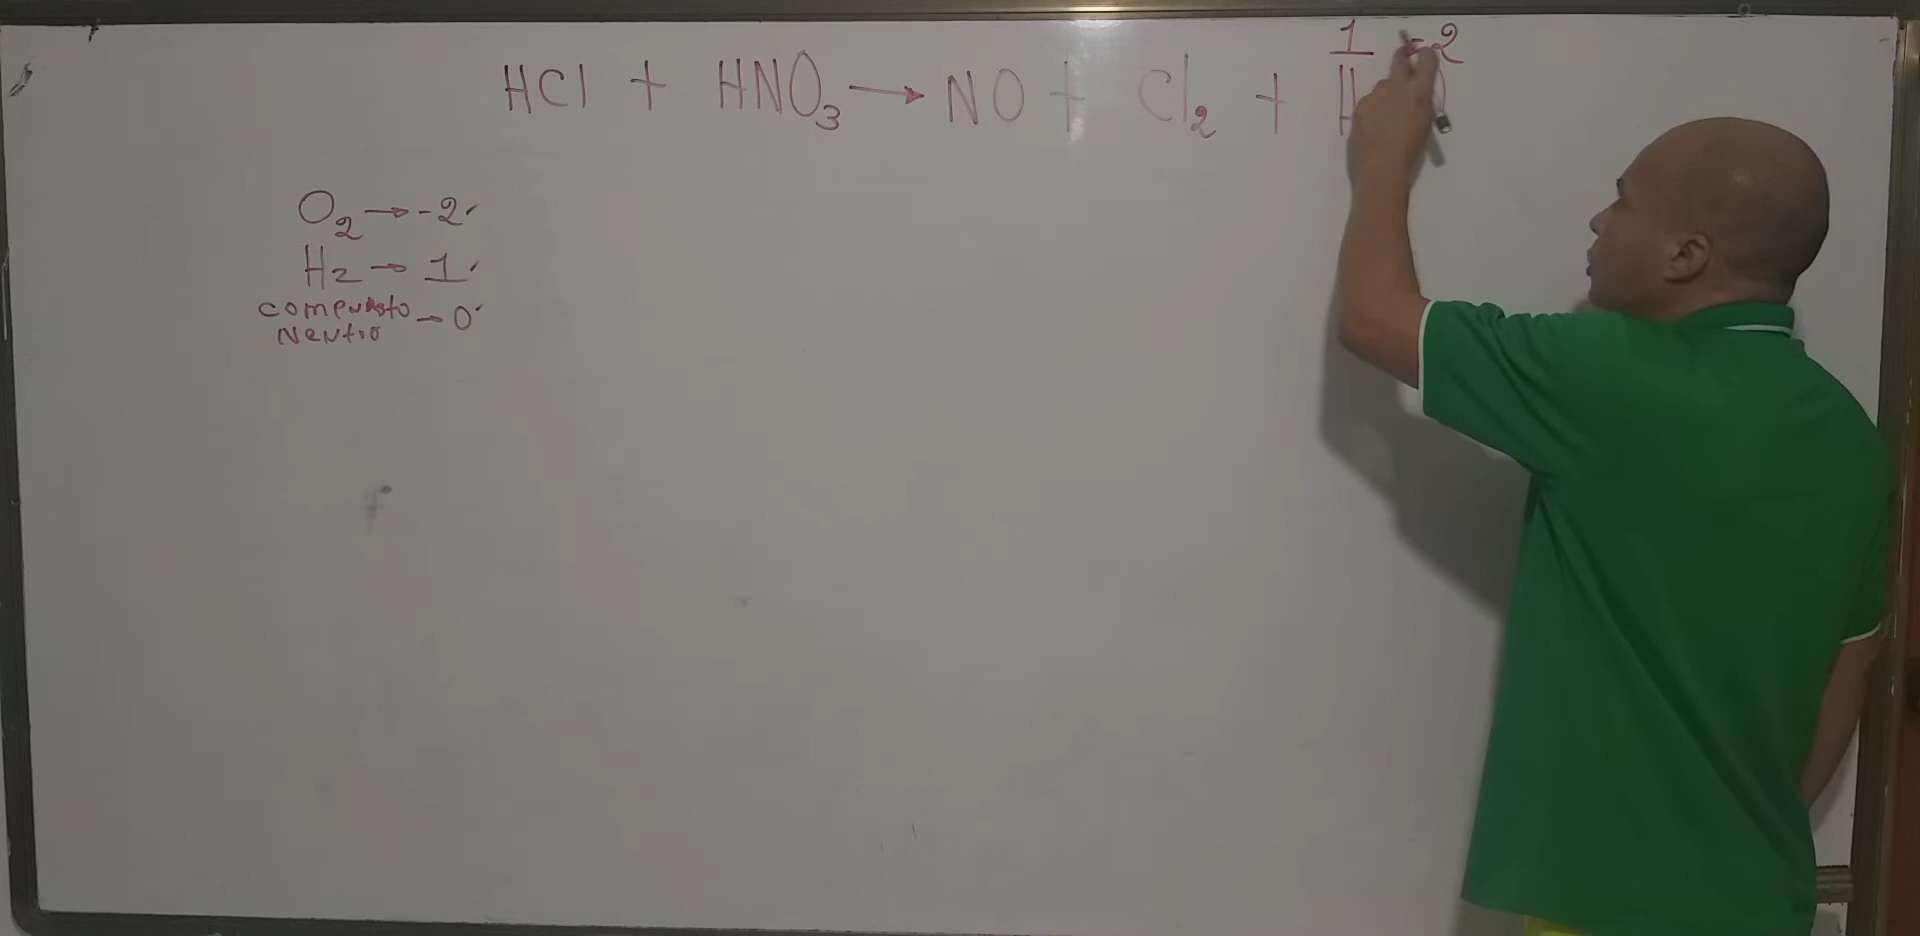 1 -2
HCl + HNO₃ → NO + Cl₂ + H O
O₂ → -2
H₂ → 1
compuesto
Neutro → 0